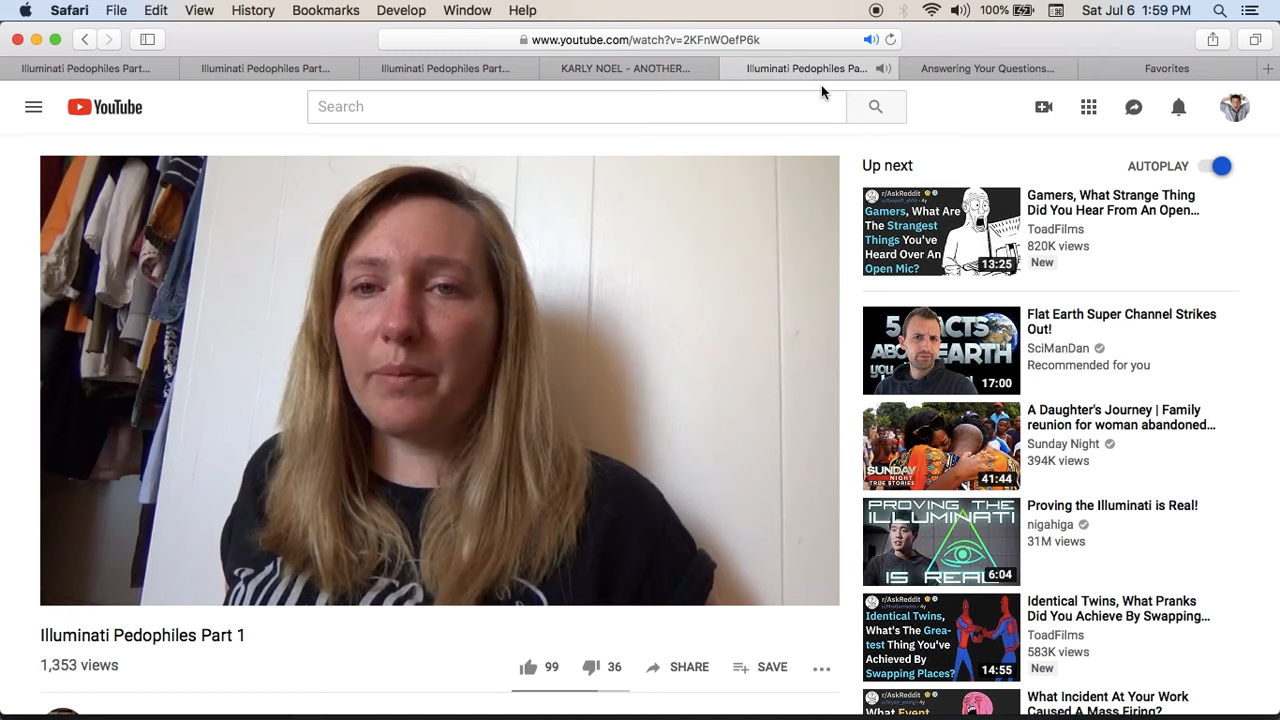 Safari File Edit View History Bookmarks Develop Window Help 100% Sat Jul 6 1:59 PM
www.youtube.com/watch?v=2KFnWOefP6k
Illuminati Pedophiles Part... Illuminati Pedophiles Part... Illuminati Pedophiles Part... KARLY NOEL - ANOTHER... Illuminati Pedophiles Pa... Answering Your Questions... Favorites
YouTube
Search
Up next
AUTOPLAY
r/AskReddit
Gamers, What Are
The Strangest
Things You've
Heard Over An
Open Mic?
13:25
Gamers, What Strange Thing
Did You Hear From An Open...
ToadFilms
820K views
New
17:00
Flat Earth Super Channel Strikes
Out!
SciManDan
Recommended for you
SUNDAY
NIGHT
TRUE STORIES
41:44
A Daughter's Journey | Family
reunion for woman abandoned...
Sunday Night
394K views
PROVING THE
ILLUMINATI
IS REAL
6:04
Proving the Illuminati is Real!
nigahiga
31M views
r/AskReddit
Identical Twins,
What's The Grea-
test Thing You've
Achieved By
Swapping Places?
14:55
Identical Twins, What Pranks
Did You Achieve By Swapping...
ToadFilms
583K views
New
r/AskReddit
What Event
What Incident At Your Work
Caused A Mass Firing?
Illuminati Pedophiles Part 1
1,353 views
99 36 SHARE SAVE